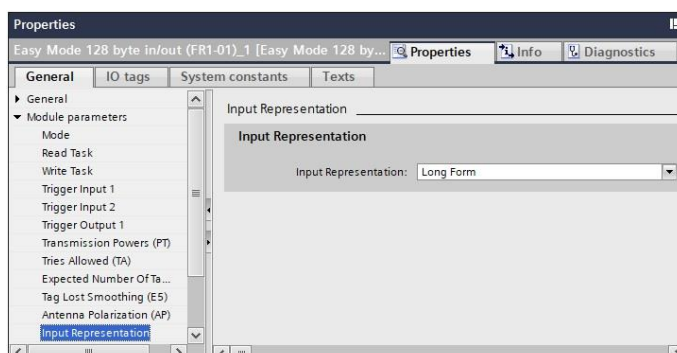 Properties
Easy Mode 128 byte in/out (FR1-01)_1 [Easy Mode 128 by...
Properties
Info
Diagnostics
General
IO tags
System constants
Texts
General
Module parameters
Mode
Read Task
Write Task
Trigger Input 1
Trigger Input 2
Trigger Output 1
Transmission Powers (PT)
Tries Allowed (TA)
Expected Number Of Ta...
Tag Lost Smoothing (E5)
Antenna Polarization (AP)
Input Representation
Input Representation
Input Representation
Input Representation: Long Form